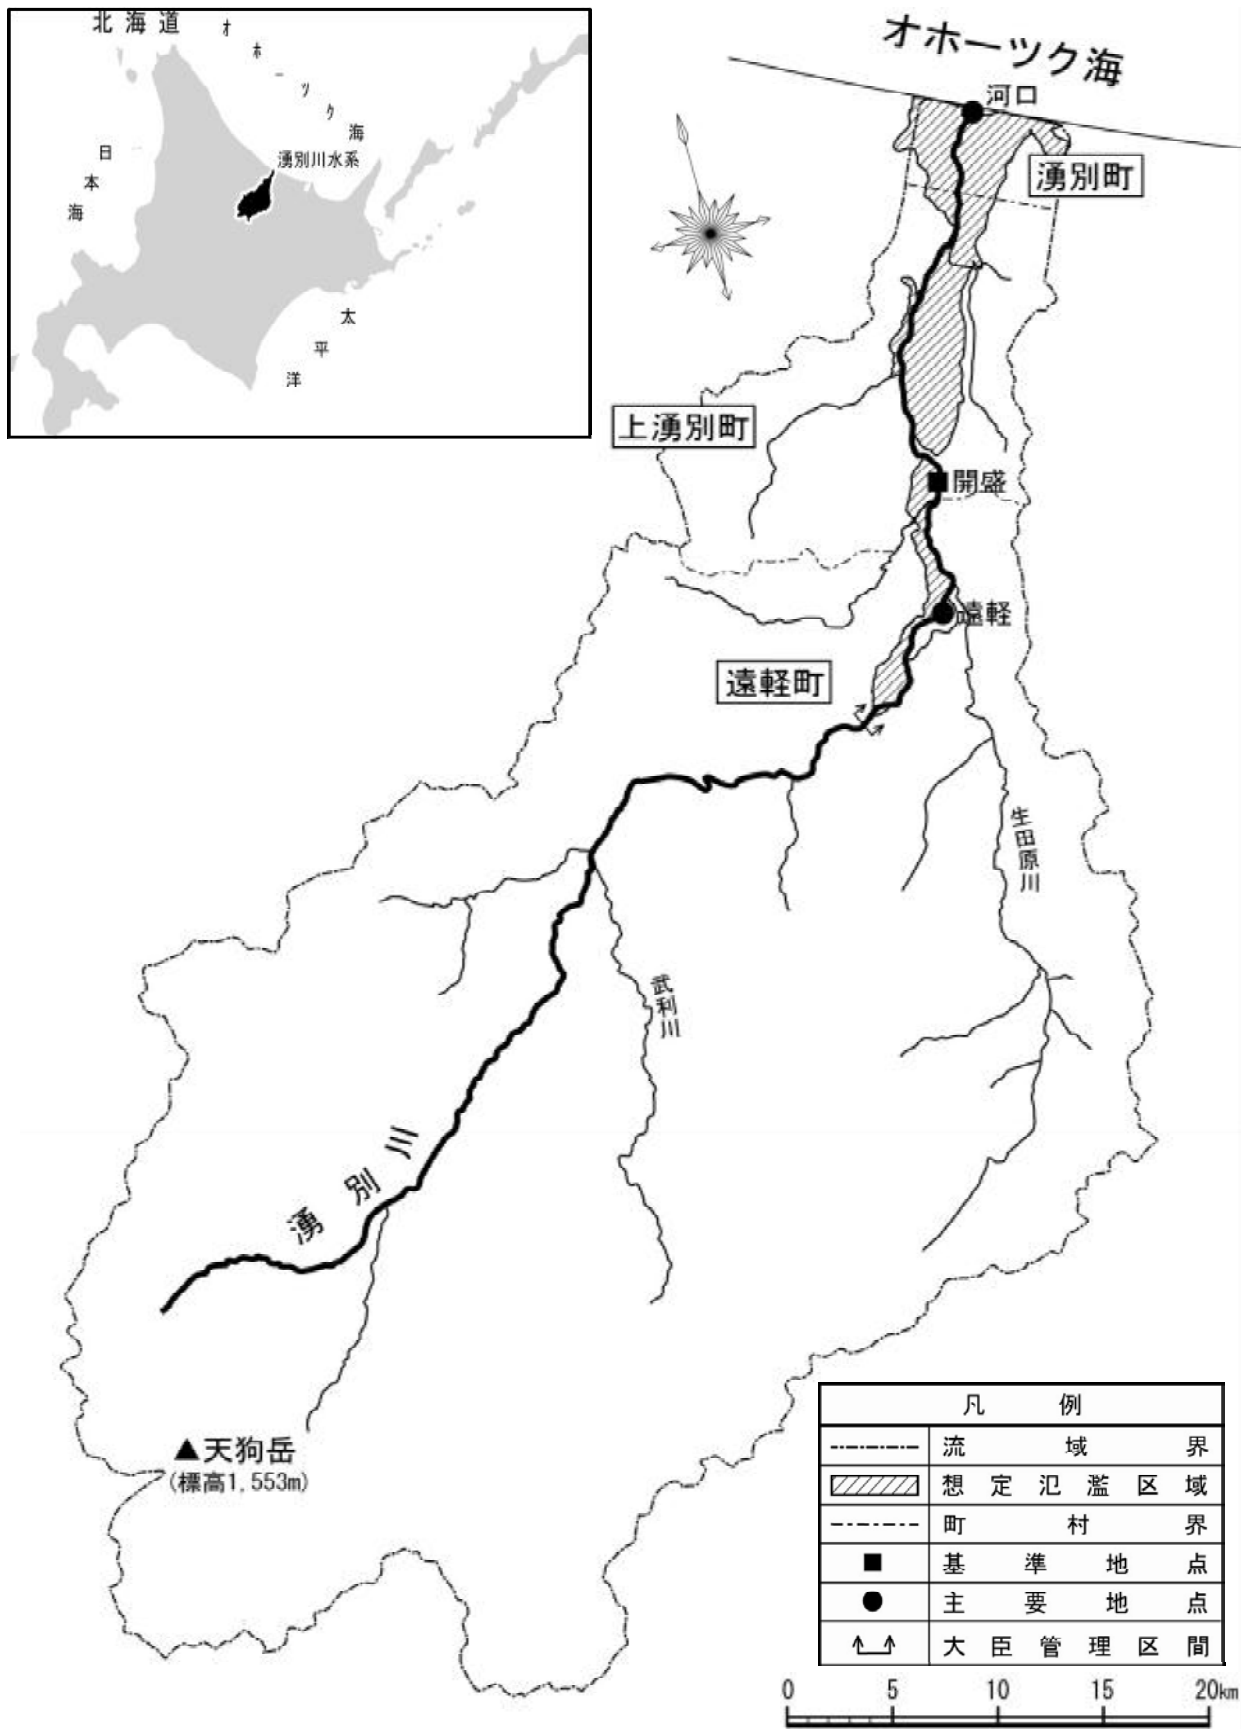 北海道
オホーツク海
日本海
湧別川水系
太平洋
オホーツク海
河口
湧別町
上湧別町
開盛
遠軽
遠軽町
生田原川
武利川
湧別川
▲天狗岳
(標高1,553m)
凡例
流域界
想定氾濫区域
町村界
基準地点
主要地点
大臣管理区間
0 5 10 15 20km